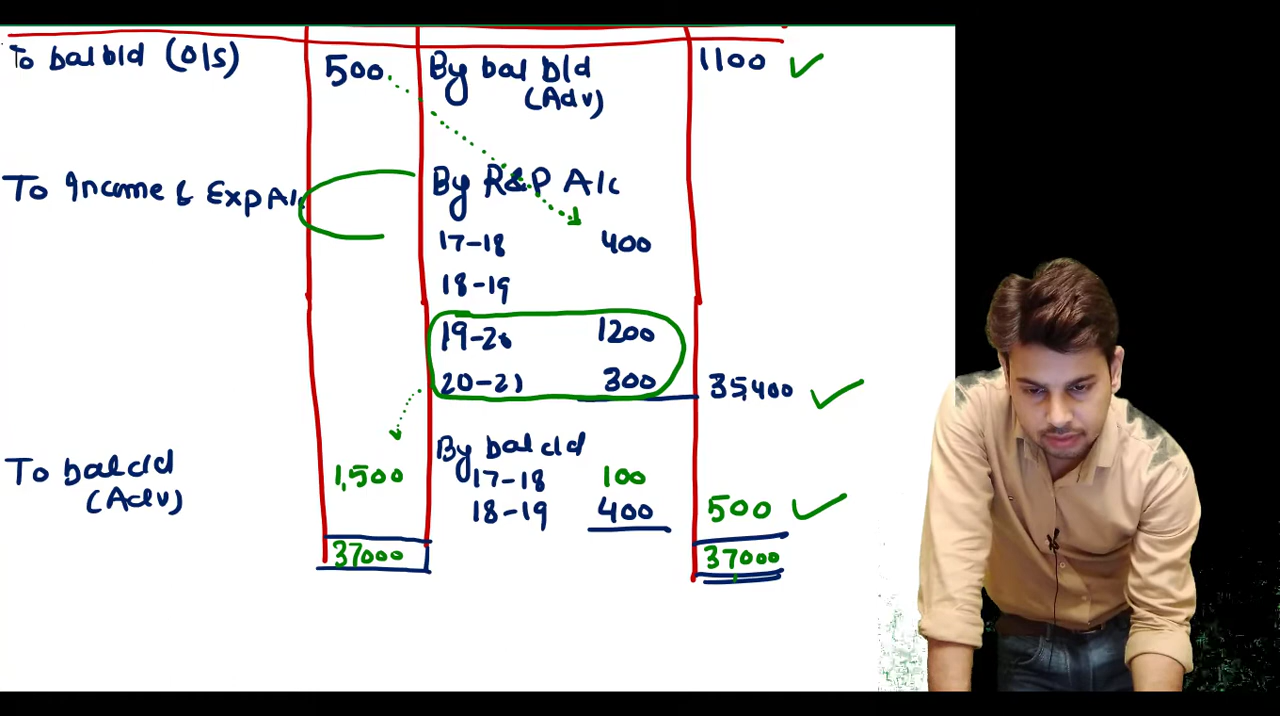 To bal b/d (O/S) 500 By bal b/d 1100
(Adv)
To Income & Exp A/c By R&P A/c
17-18 400
18-19
19-20 1200
20-21 300 35,400
By bal c/d
To bal c/d 1,500 17-18 100
(Adv) 18-19 400 500
37000 37000